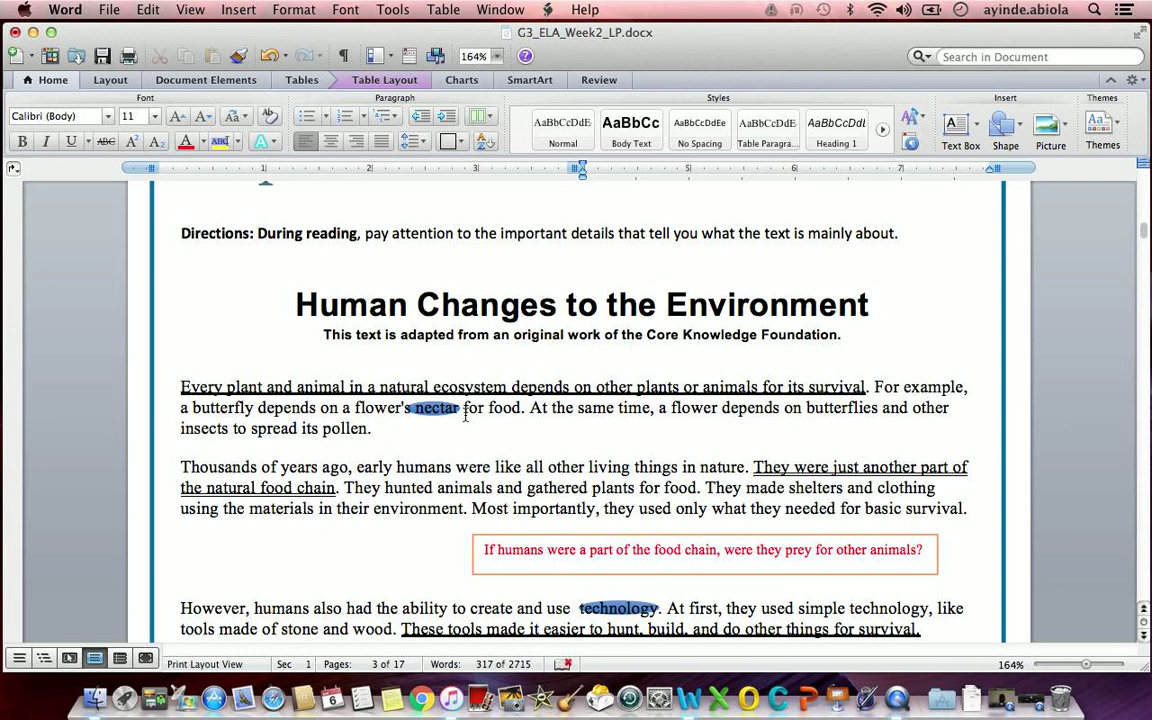 Word File Edit View Insert Format Font Tools Table Window Help ayinde.abiola
G3_ELA_Week2_LP.docx
164% Search in Document
Home Layout Document Elements Tables Table Layout Charts SmartArt Review
Font Paragraph Styles Insert Themes
Calibri (Body) 11 Aa
AaBbCcDdE AaBbCc AaBbCcDdEe AaBbCcDdE AaBbCcDdI
B I U ABC A² A₂ A ABC A
Normal Body Text No Spacing Table Paragra... Heading 1 Text Box Shape Picture Themes
1 2 3 5 6 7
Directions: During reading, pay attention to the important details that tell you what the text is mainly about.
Human Changes to the Environment
This text is adapted from an original work of the Core Knowledge Foundation.
Every plant and animal in a natural ecosystem depends on other plants or animals for its survival. For example,
a butterfly depends on a flower's nectar for food. At the same time, a flower depends on butterflies and other
insects to spread its pollen.
Thousands of years ago, early humans were like all other living things in nature. They were just another part of
the natural food chain. They hunted animals and gathered plants for food. They made shelters and clothing
using the materials in their environment. Most importantly, they used only what they needed for basic survival.
If humans were a part of the food chain, were they prey for other animals?
However, humans also had the ability to create and use technology. At first, they used simple technology, like
tools made of stone and wood. These tools made it easier to hunt, build, and do other things for survival.
Print Layout View Sec 1 Pages: 3 of 17 Words: 317 of 2715 164%